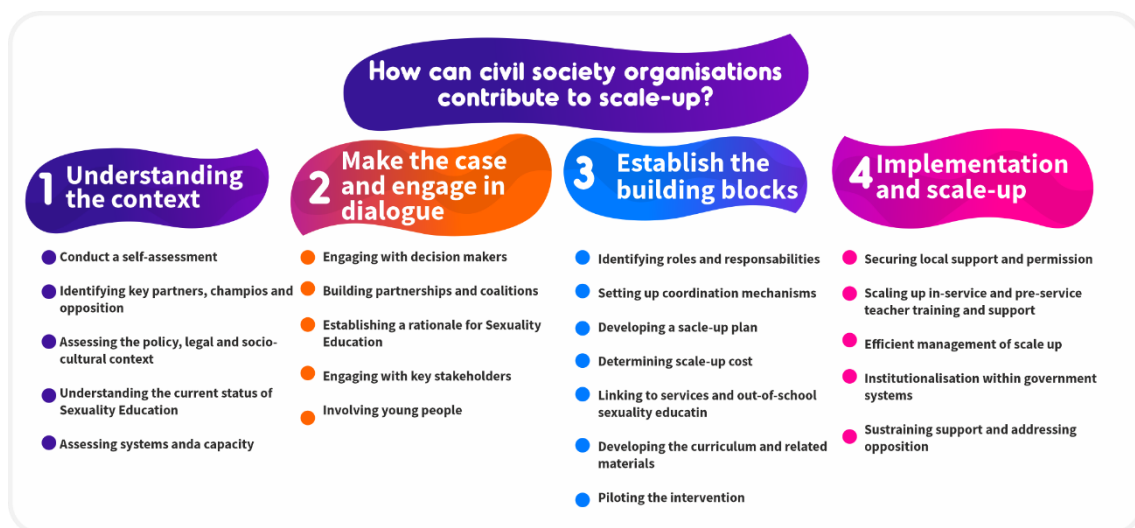 How can civil society organisations
contribute to scale-up?
1 Understanding
the context
Conduct a self-assessment
Identifying key partners, champios and
opposition
Assessing the policy, legal and socio-
cultural context
Understanding the current status of
Sexuality Education
Assessing systems anda capacity
2 Make the case
and engage in
dialogue
Engaging with decision makers
Building partnerships and coalitions
Establishing a rationale for Sexuality
Education
Engaging with key stakeholders
Involving young people
3 Establish the
building blocks
Identifying roles and responsabilities
Setting up coordination mechanisms
Developing a sacle-up plan
Determining scale-up cost
Linking to services and out-of-school
sexuality educatin
Developing the curriculum and related
materials
Piloting the intervention
4 Implementation
and scale-up
Securing local support and permission
Scaling up in-service and pre-service
teacher training and support
Efficient management of scale up
Institutionalisation within government
systems
Sustraining support and addressing
opposition